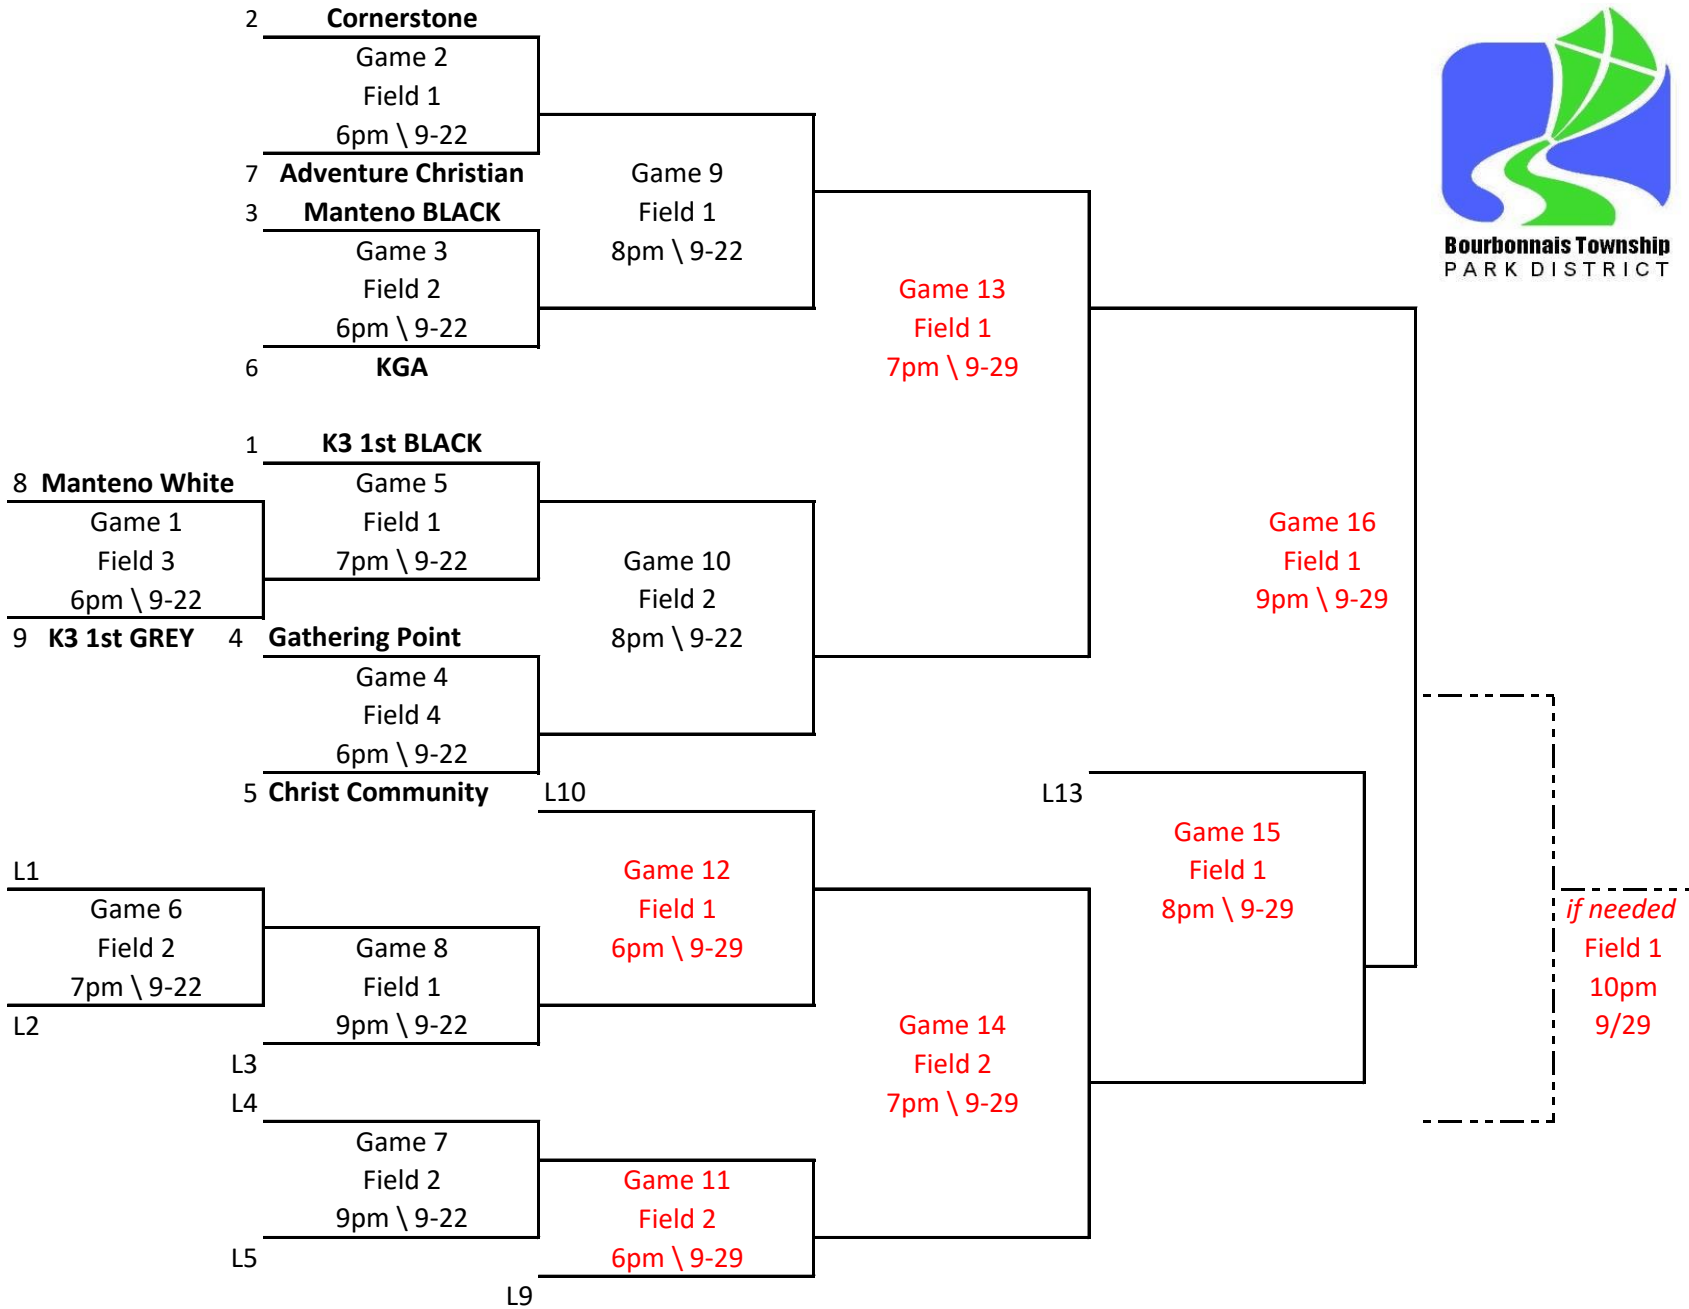 2 Cornerstone
Game 2
Field 1
6pm \ 9-22
7 Adventure Christian
3 Manteno BLACK
Game 3
Field 2
6pm \ 9-22
6 KGA
Game 9
Field 1
8pm \ 9-22
Bourbonnais Township
PARK DISTRICT
Game 13
Field 1
7pm \ 9-29
1 K3 1st BLACK
8 Manteno White
Game 1
Field 3
6pm \ 9-22
9 K3 1st GREY
Game 5
Field 1
7pm \ 9-22
4 Gathering Point
Game 4
Field 4
6pm \ 9-22
5 Christ Community
Game 10
Field 2
8pm \ 9-22
Game 16
Field 1
9pm \ 9-29
L10
L13
Game 15
Field 1
8pm \ 9-29
L1
Game 6
Field 2
7pm \ 9-22
L2
Game 8
Field 1
9pm \ 9-22
L3
Game 12
Field 1
6pm \ 9-29
if needed
Field 1
10pm
9/29
Game 14
Field 2
7pm \ 9-29
L4
Game 7
Field 2
9pm \ 9-22
L5
Game 11
Field 2
6pm \ 9-29
L9